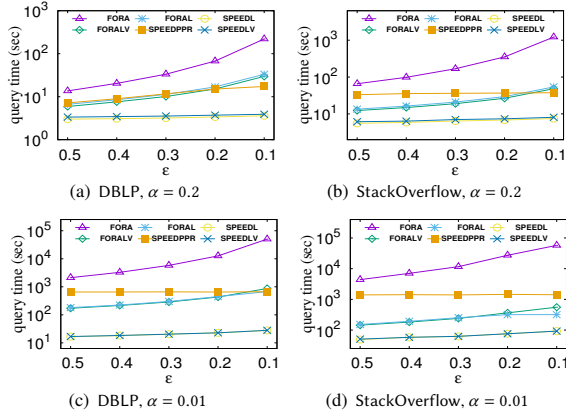 FORA FORAL SPEEDL
FORALV SPEEDPPR SPEEDLV
query time (sec)
10^3
10^2
10^1
10^0
0.5 0.4 0.3 0.2 0.1
ε
(a) DBLP, α = 0.2
FORA FORAL SPEEDL
FORALV SPEEDPPR SPEEDLV
query time (sec)
10^3
10^2
10^1
0.5 0.4 0.3 0.2 0.1
ε
(b) StackOverflow, α = 0.2
FORA FORAL SPEEDL
FORALV SPEEDPPR SPEEDLV
query time (sec)
10^5
10^4
10^3
10^2
10^1
0.5 0.4 0.3 0.2 0.1
ε
(c) DBLP, α = 0.01
FORA FORAL SPEEDL
FORALV SPEEDPPR SPEEDLV
query time (sec)
10^5
10^4
10^3
10^2
0.5 0.4 0.3 0.2 0.1
ε
(d) StackOverflow, α = 0.01